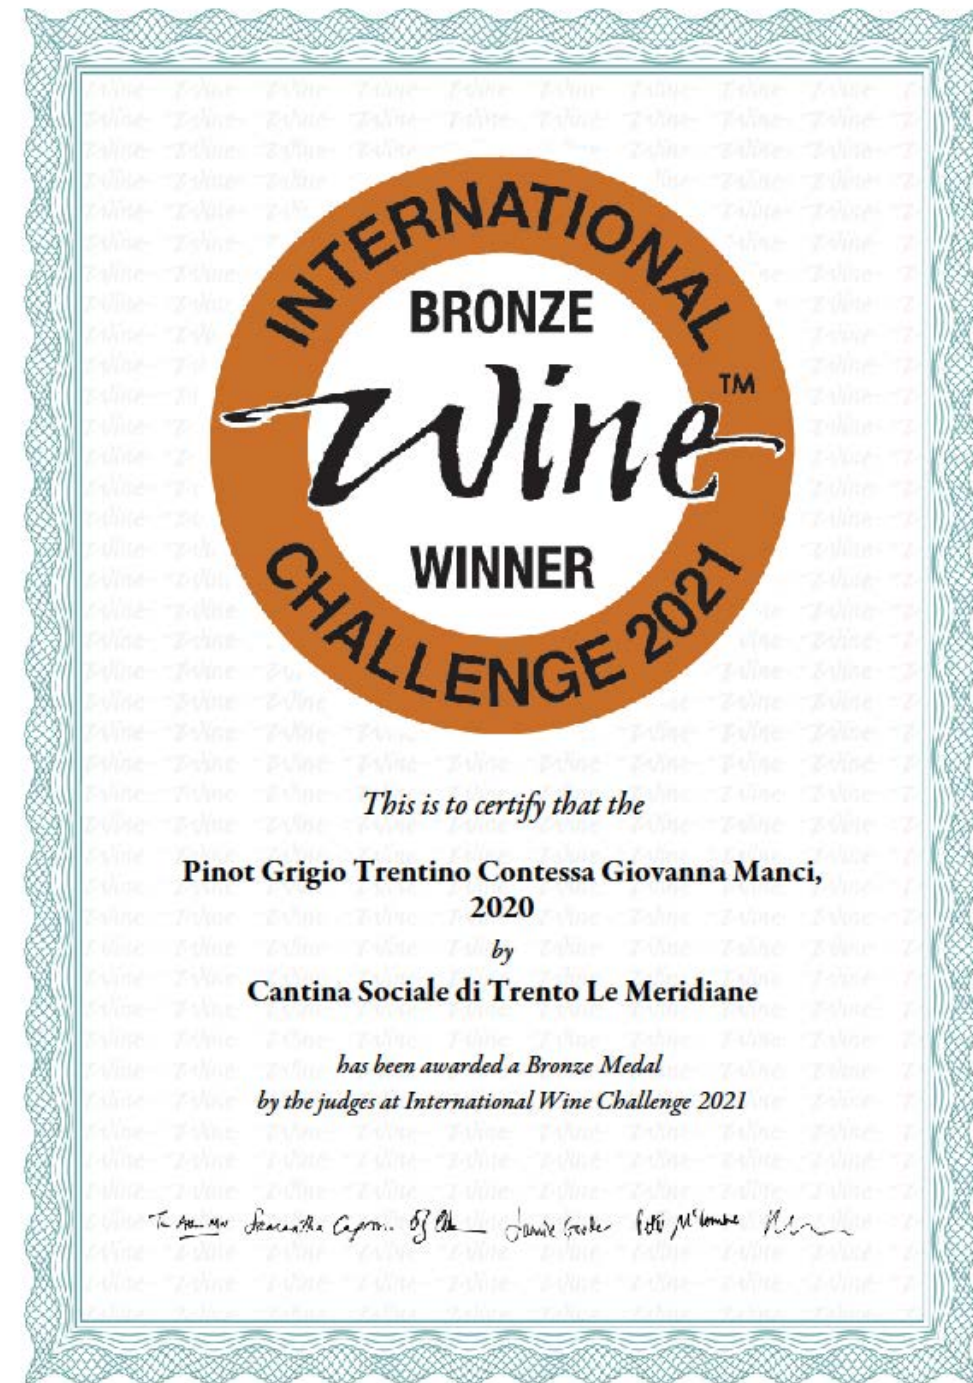 INTERNATIONAL
BRONZE
Wine
TM
WINNER
CHALLENGE 2021
This is to certify that the
Pinot Grigio Trentino Contessa Giovanna Manci,
2020
by
Cantina Sociale di Trento Le Meridiane
has been awarded a Bronze Medal
by the judges at International Wine Challenge 2021